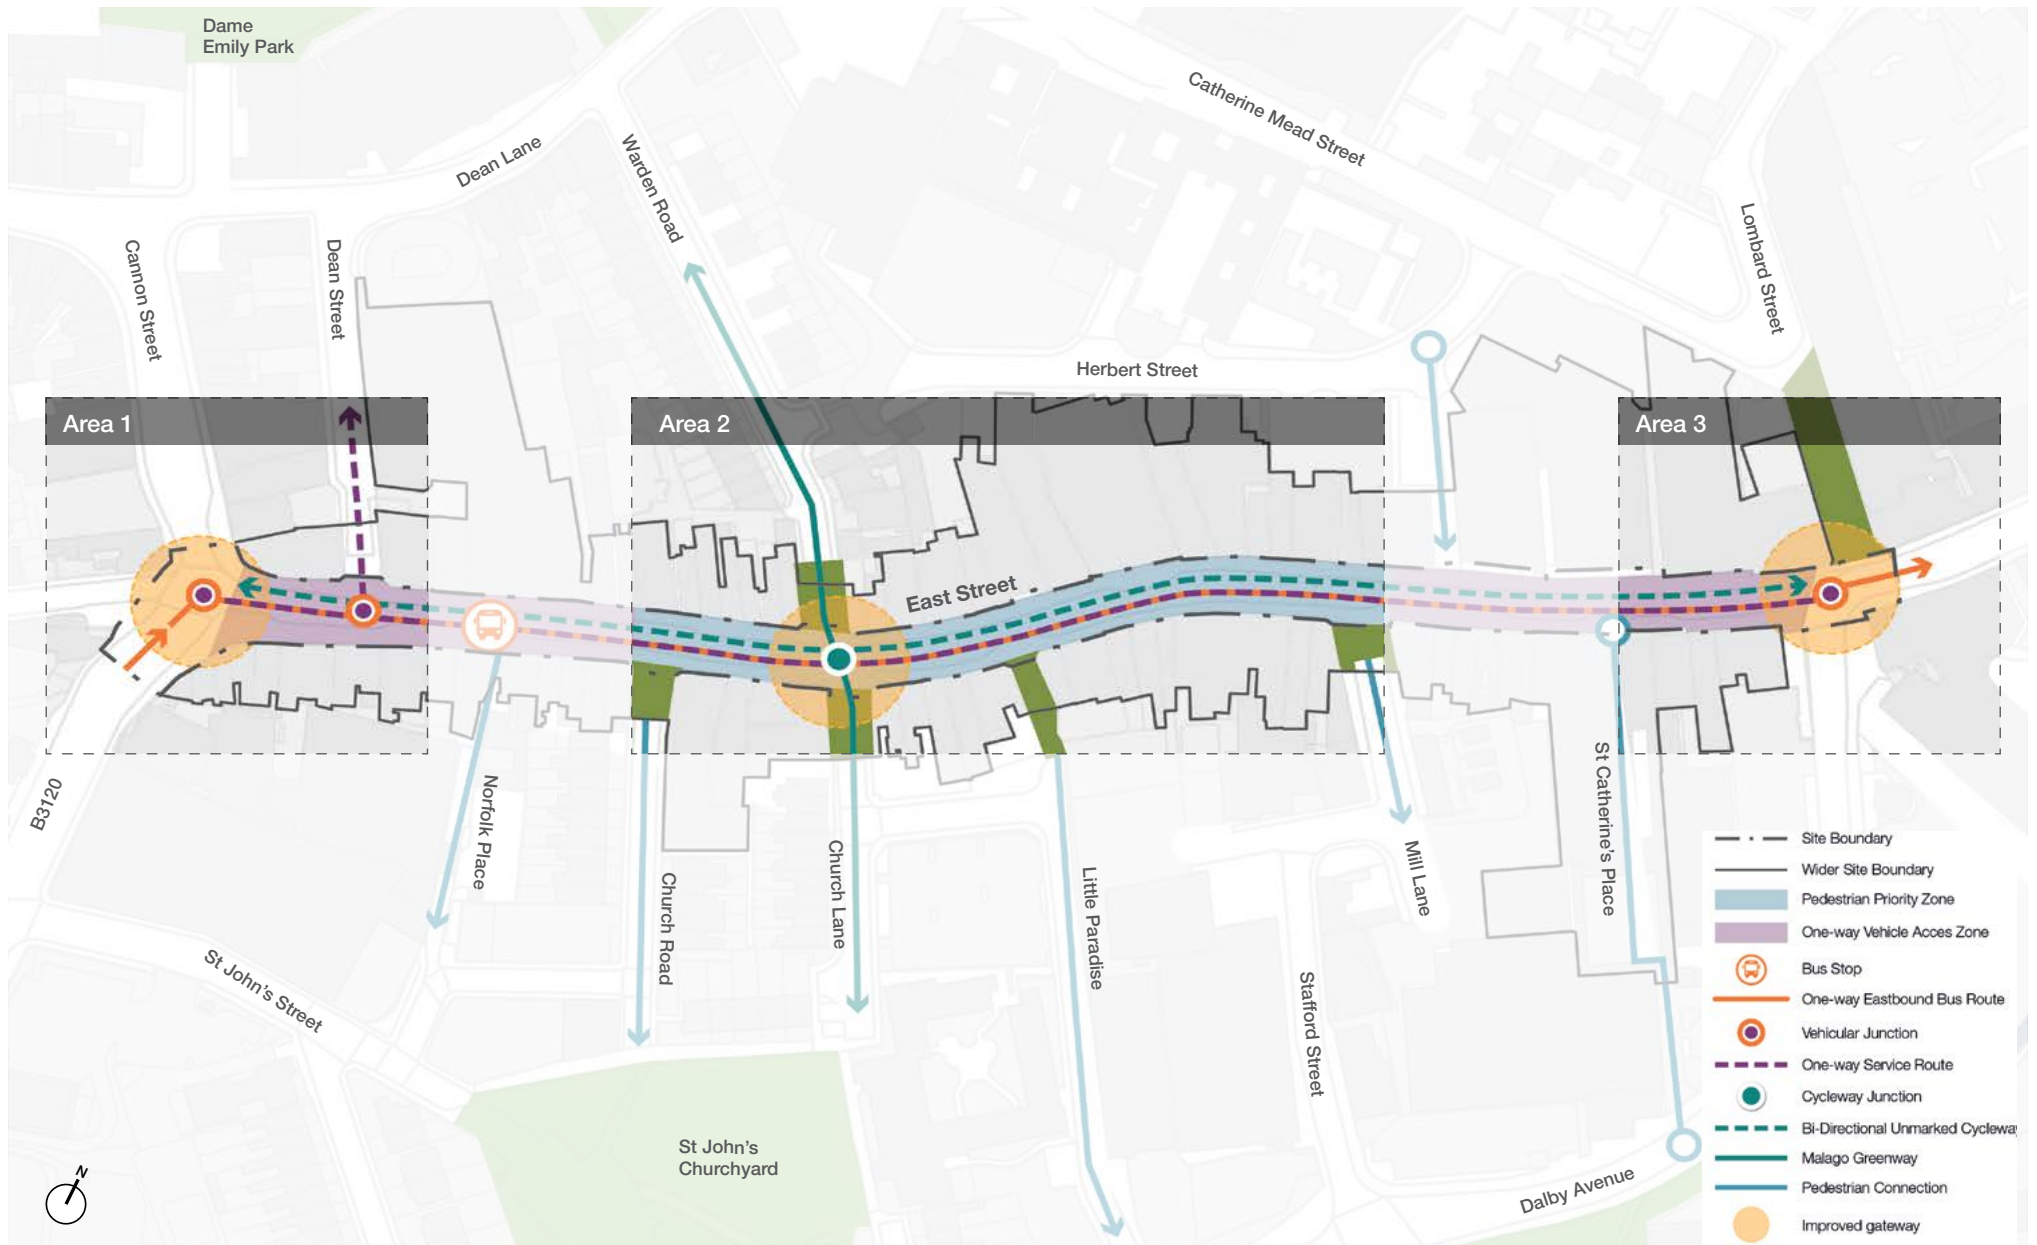 Dame
Emily Park
Catherine Mead Street
Dean Lane
Warden Road
Lombard Street
Cannon Street
Dean Street
Herbert Street
Area 1
Area 2
Area 3
East Street
B3120
Norfolk Place
Church Road
Church Lane
Little Paradise
Mill Lane
St Catherine's Place
Stafford Street
St John's Street
St John's
Churchyard
Dalby Avenue
N
Site Boundary
Wider Site Boundary
Pedestrian Priority Zone
One-way Vehicle Acces Zone
Bus Stop
One-way Eastbound Bus Route
Vehicular Junction
One-way Service Route
Cycleway Junction
Bi-Directional Unmarked Cycleway
Malago Greenway
Pedestrian Connection
Improved gateway